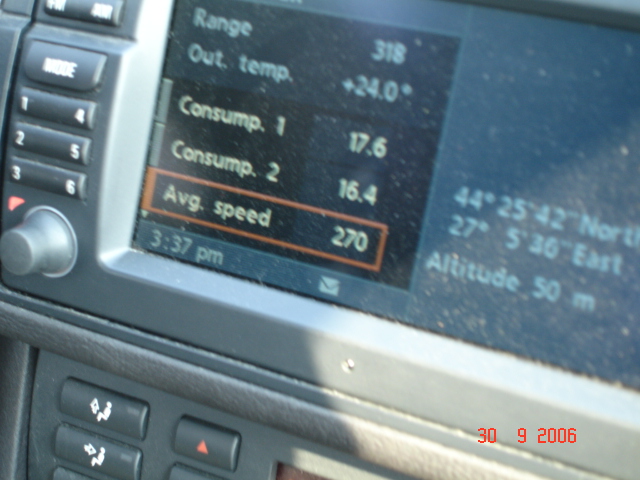 MODE
1 4
2 5
3 6
Range 318
Out. temp. +24.0°
Consump. 1 17.6
Consump. 2 16.4
Avg. speed 270
3:37 pm
44°25'42"North
27° 5'36"East
Altitude 50 m
30 9 2006